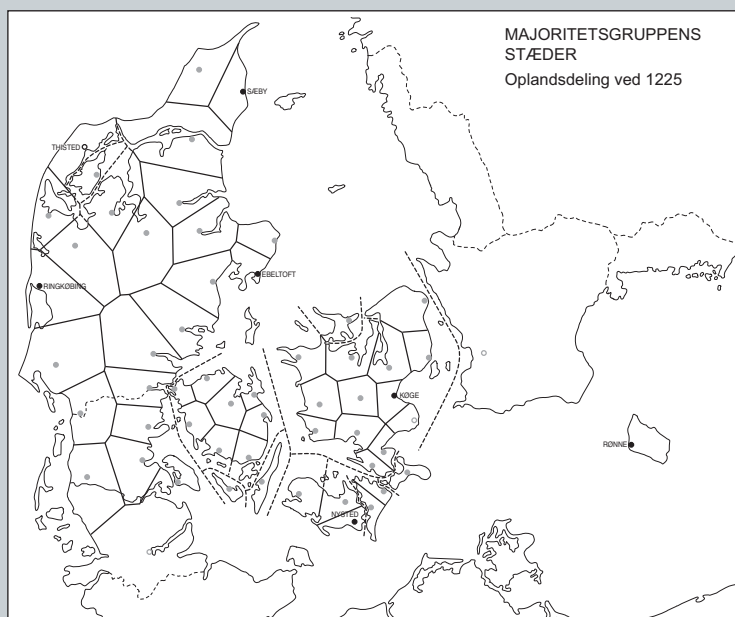 MAJORITETSGRUPPENS
STÆDER
Oplandsdeling ved 1225
SÆBY
THISTED
EBELTOFT
RINGKØBING
KØGE
RØNNE
NYSTED